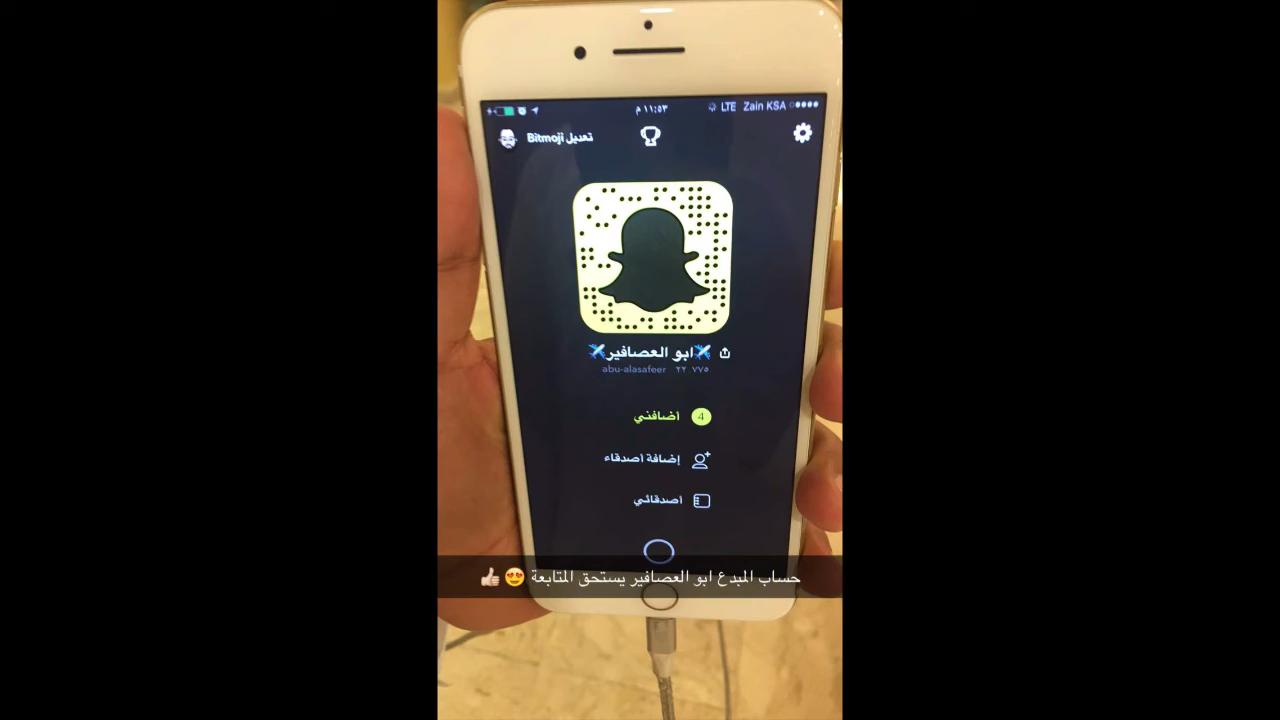 ١١:٥٣ م
LTE Zain KSA
تعديل Bitmoji
✈️ابو العصافير✈️
abu-alasafeer ٢٢ ٧٧٥
4 أضافني
إضافة أصدقاء
أصدقائي
حساب المبدع ابو العصافير يستحق المتابعة 😍👍🏻